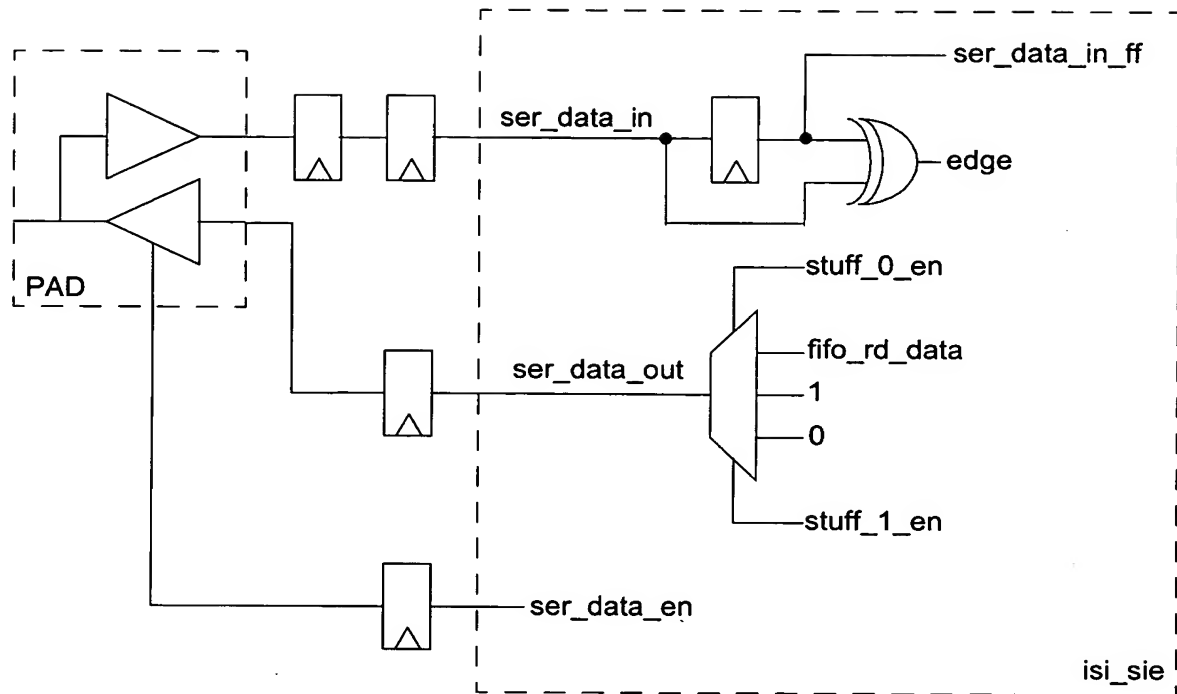 ser_data_in_ff
ser_data_in
edge
PAD
stuff_0_en
fifo_rd_data
ser_data_out
1
0
stuff_1_en
ser_data_en
isi_sie